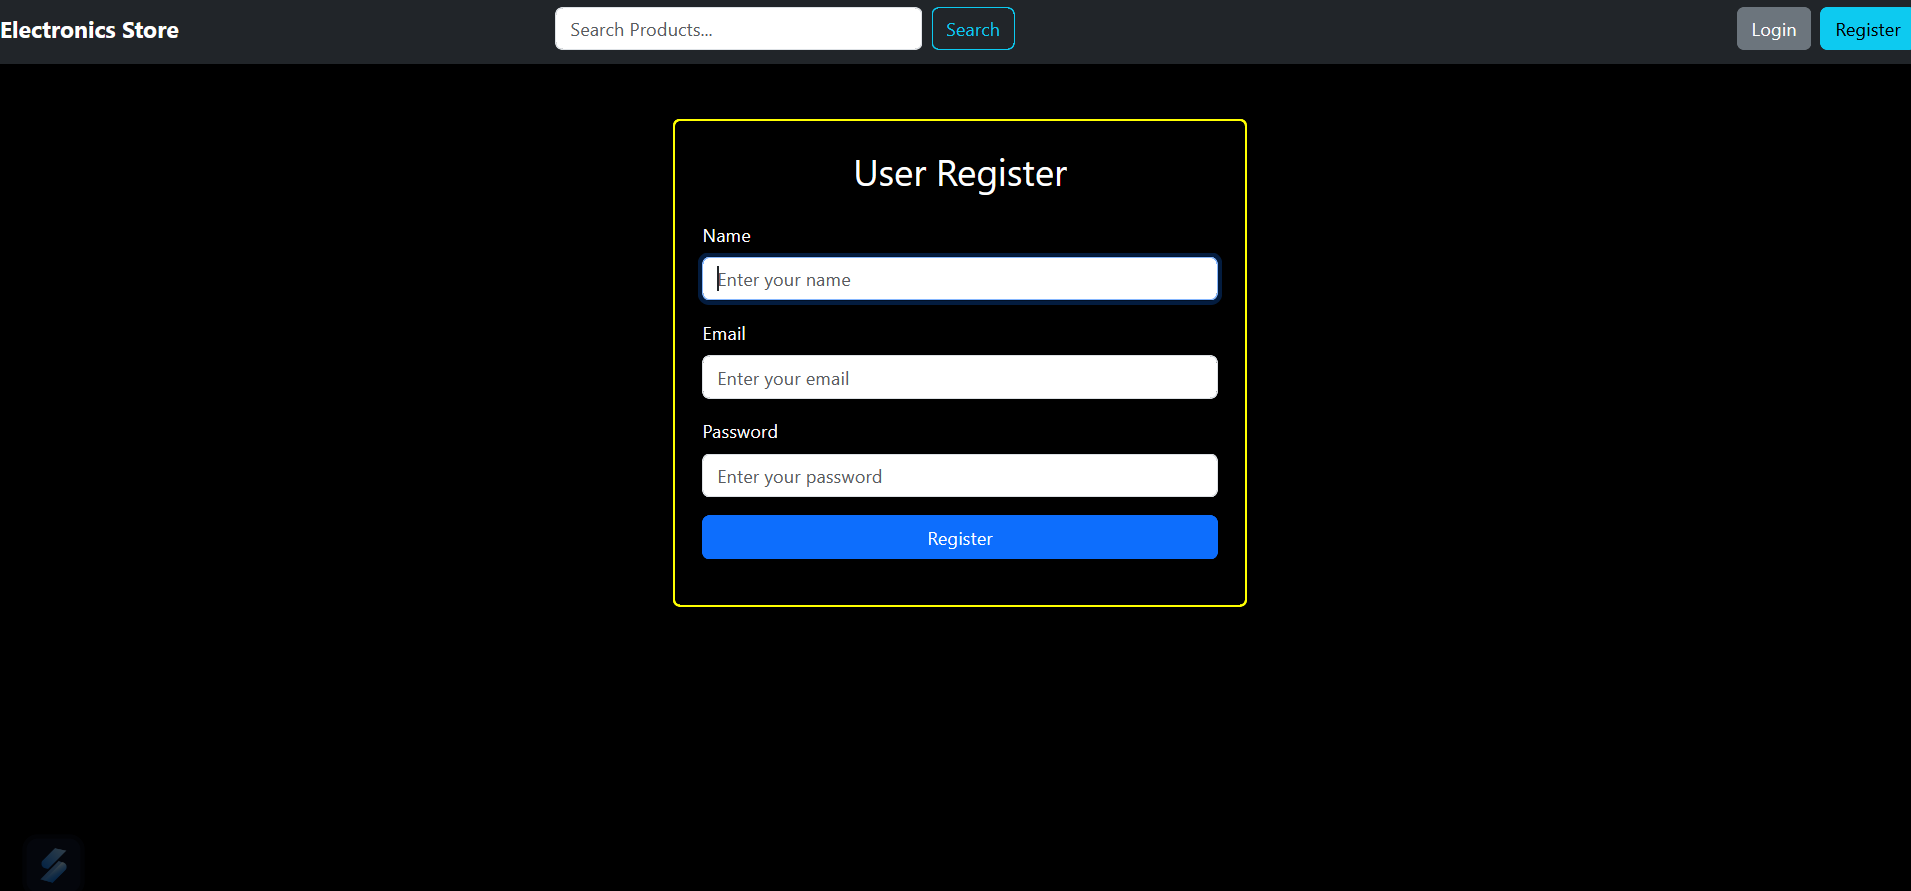 Electronics Store
Search Products...
Search
Login
Register
User Register
Name
Enter your name
Email
Enter your email
Password
Enter your password
Register